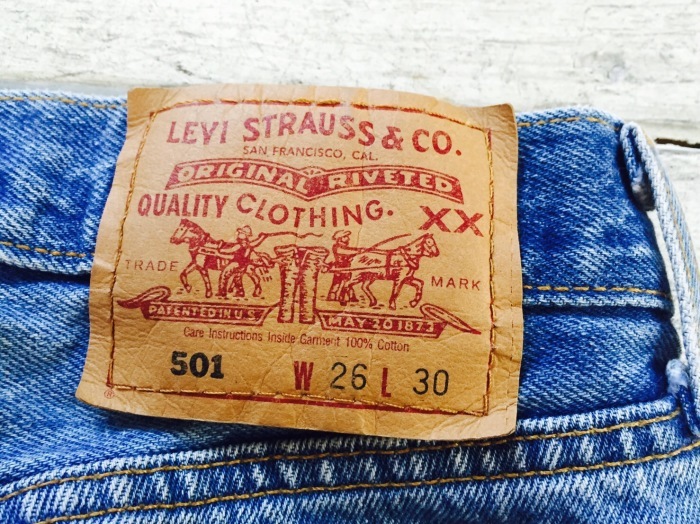 LEVI STRAUSS & CO.
SAN FRANCISCO, CAL.
ORIGINAL RIVETED
QUALITY CLOTHING. XX
TRADE MARK
PATENTED IN U S MAY 20 1873
Care Instructions Inside Garment 100% Cotton
501 W 26 L 30
®